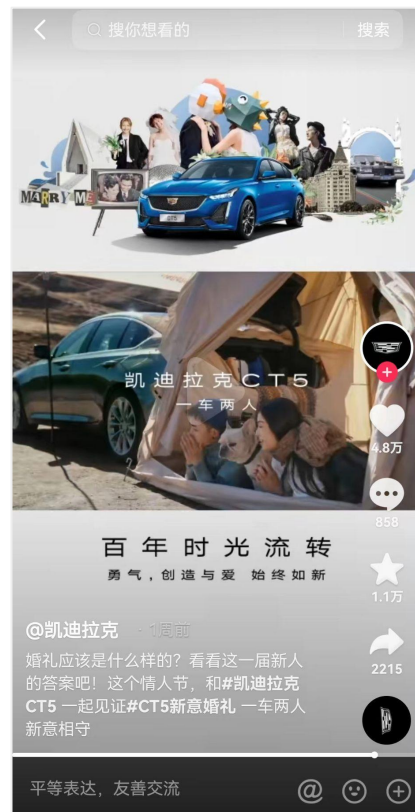 搜你想看的
搜索
MARRY ME
CT5
凯迪拉克CT5
一车两人
4.8万
858
百年时光流转
勇气，创造与爱 始终如新
1.1万
@凯迪拉克 · 1周前
2215
婚礼应该是什么样的？看看这一届新人
的答案吧！这个情人节，和#凯迪拉克
CT5 一起见证#CT5新意婚礼 一车两人
新意相守
平等表达，友善交流